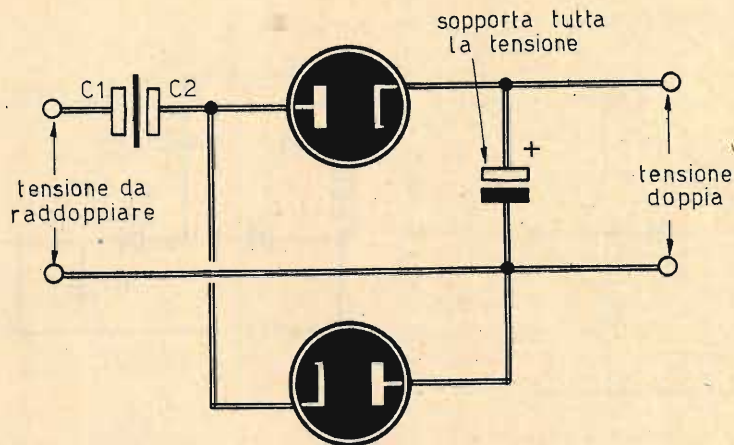 sopporta tutta
la tensione
C1
C2
+
tensione da
raddoppiare
tensione
doppia